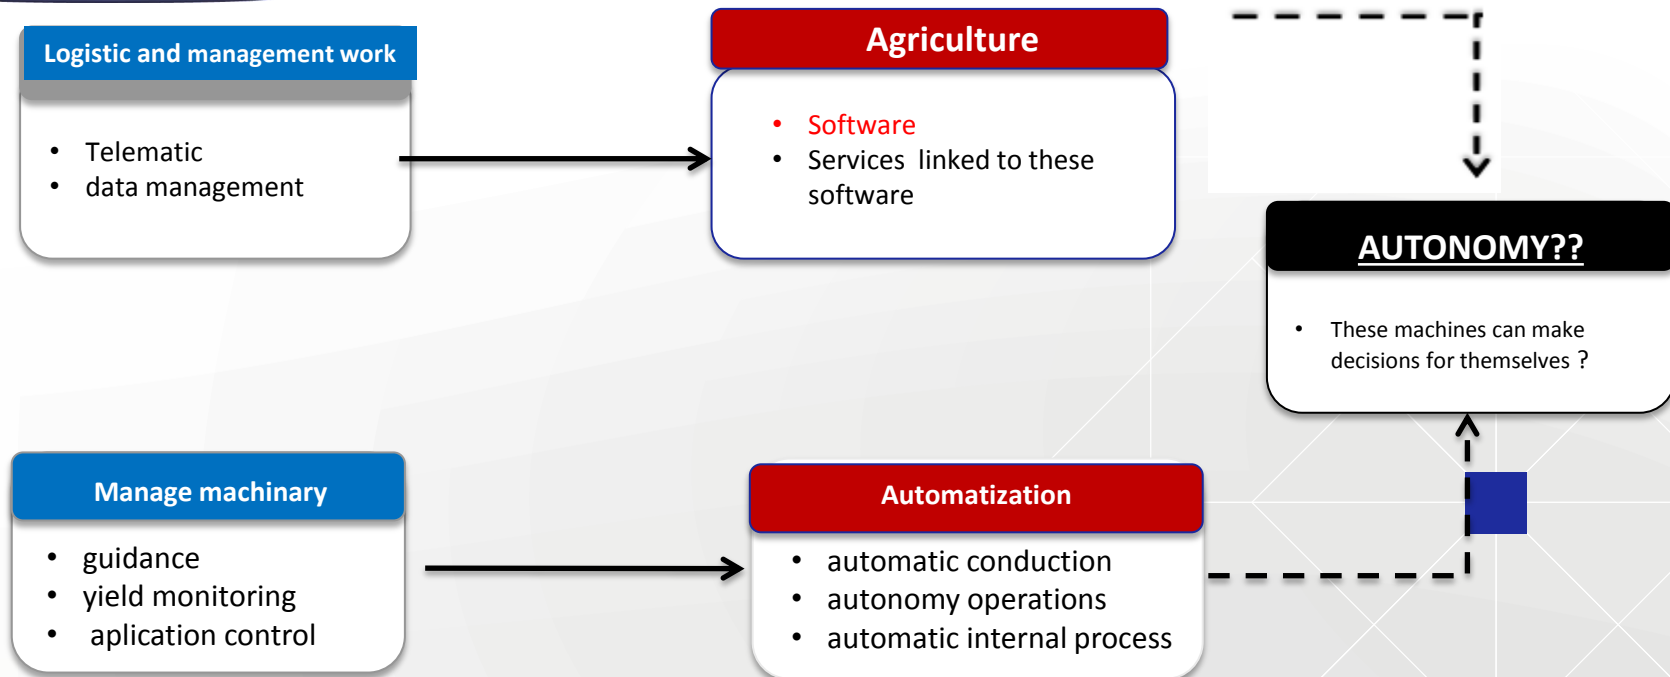 Logistic and management work
• Telematic
• data management
Agriculture
• Software
• Services linked to these
software
AUTONOMY??
• These machines can make
decisions for themselves ?
Manage machinary
• guidance
• yield monitoring
• aplication control
Automatization
• automatic conduction
• autonomy operations
• automatic internal process